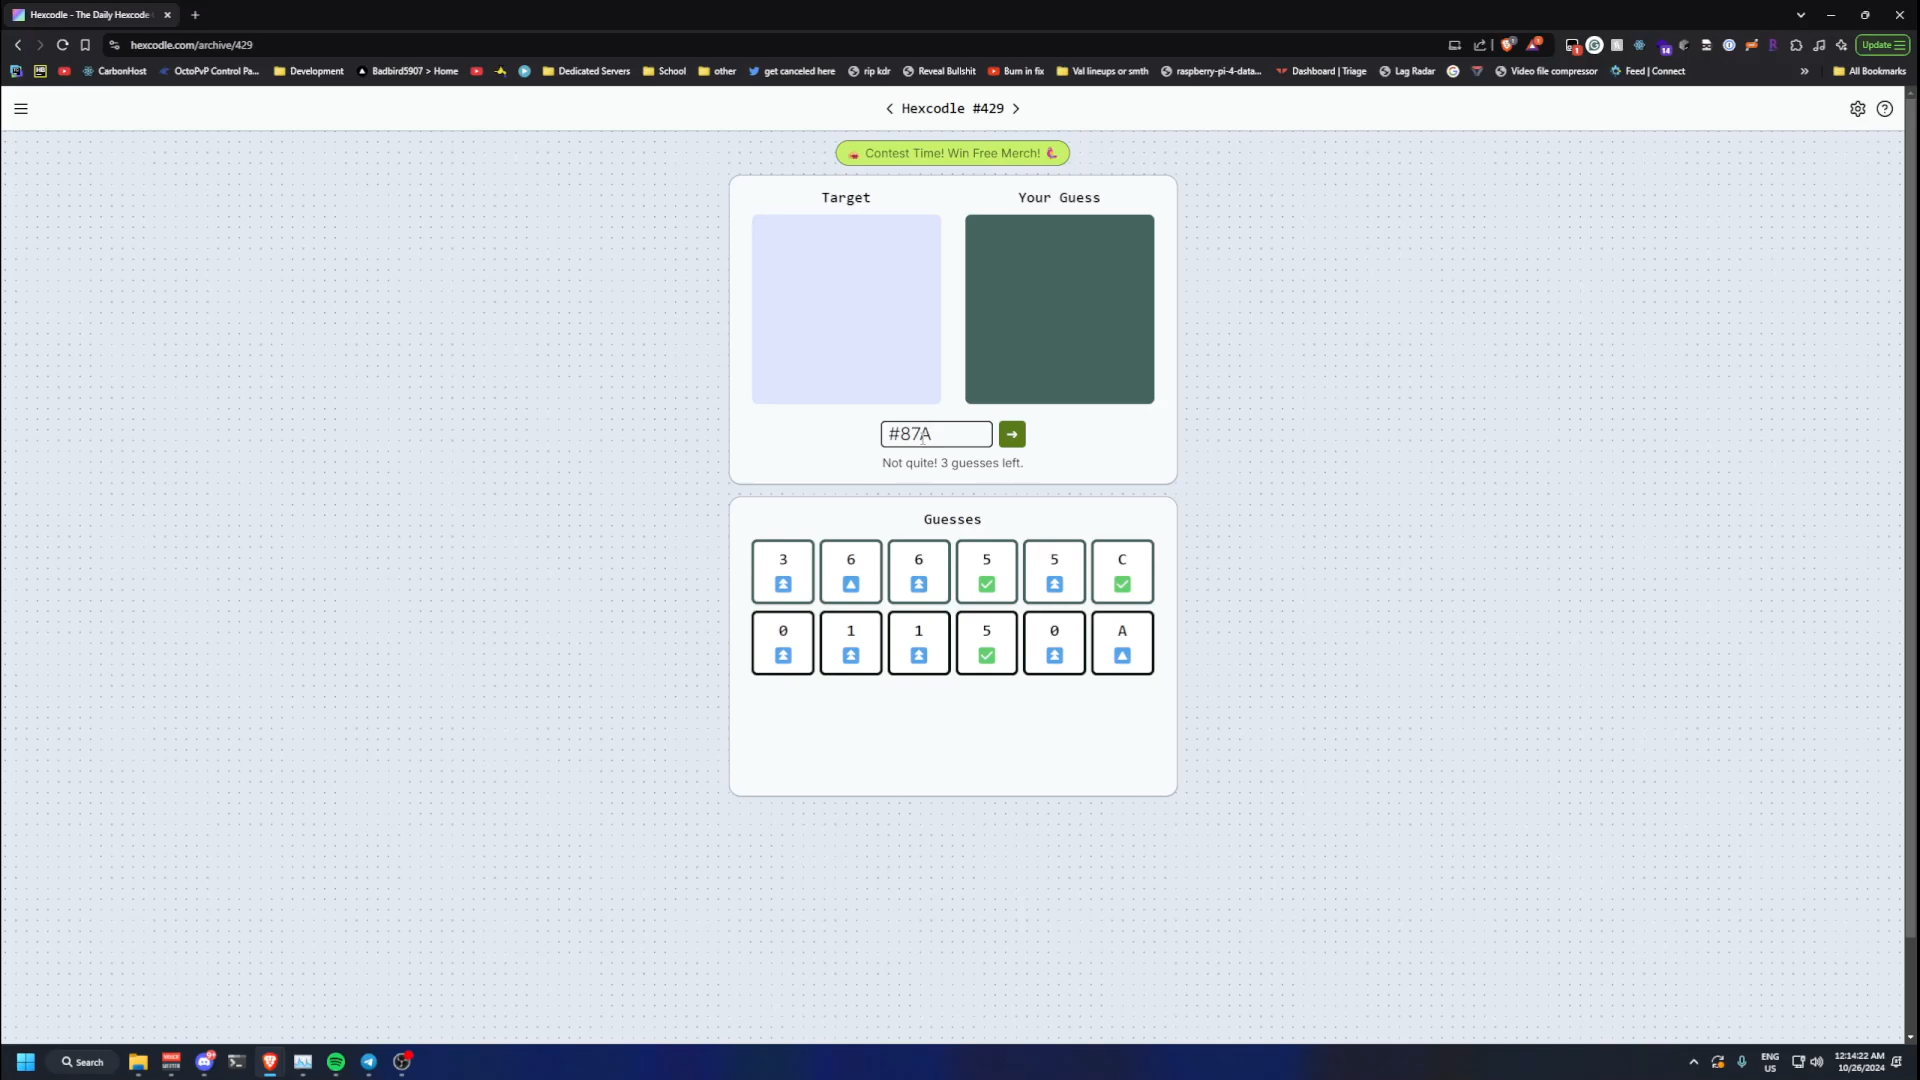 Hexcodle - The Daily Hexcode
hexcodle.com/archive/429
Update
CarbonHost
OctoPvP Control Pa...
Development
Badbird5907 > Home
Dedicated Servers
School
other
get canceled here
rip kdr
Reveal Bullshit
Burn in fix
Val lineups or smth
raspberry-pi-4-data...
Dashboard | Triage
Lag Radar
Video file compressor
Feed | Connect
»
All Bookmarks
< Hexcodle #429 >
Contest Time! Win Free Merch!
Target
Your Guess
#87A
Not quite! 3 guesses left.
Guesses
3 6 6 5 5 C
0 1 1 5 0 A
Search
ENG
US
12:14:22 AM
10/26/2024